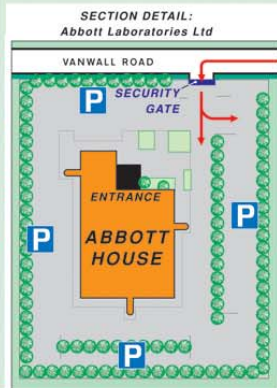 SECTION DETAIL:
Abbott Laboratories Ltd
VANWALL ROAD
P
SECURITY
GATE
ENTRANCE
ABBOTT
HOUSE
P
P
P